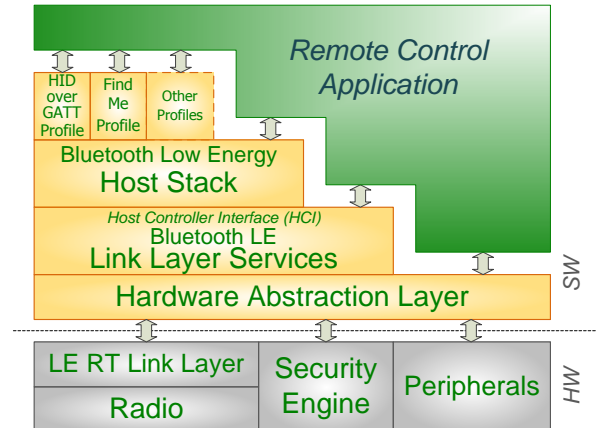 Remote Control
Application
HID
over
GATT
Profile
Find
Me
Profile
Other
Profiles
Bluetooth Low Energy
Host Stack
Host Controller Interface (HCI)
Bluetooth LE
Link Layer Services
Hardware Abstraction Layer
SW
LE RT Link Layer
Radio
Security
Engine
Peripherals
HW